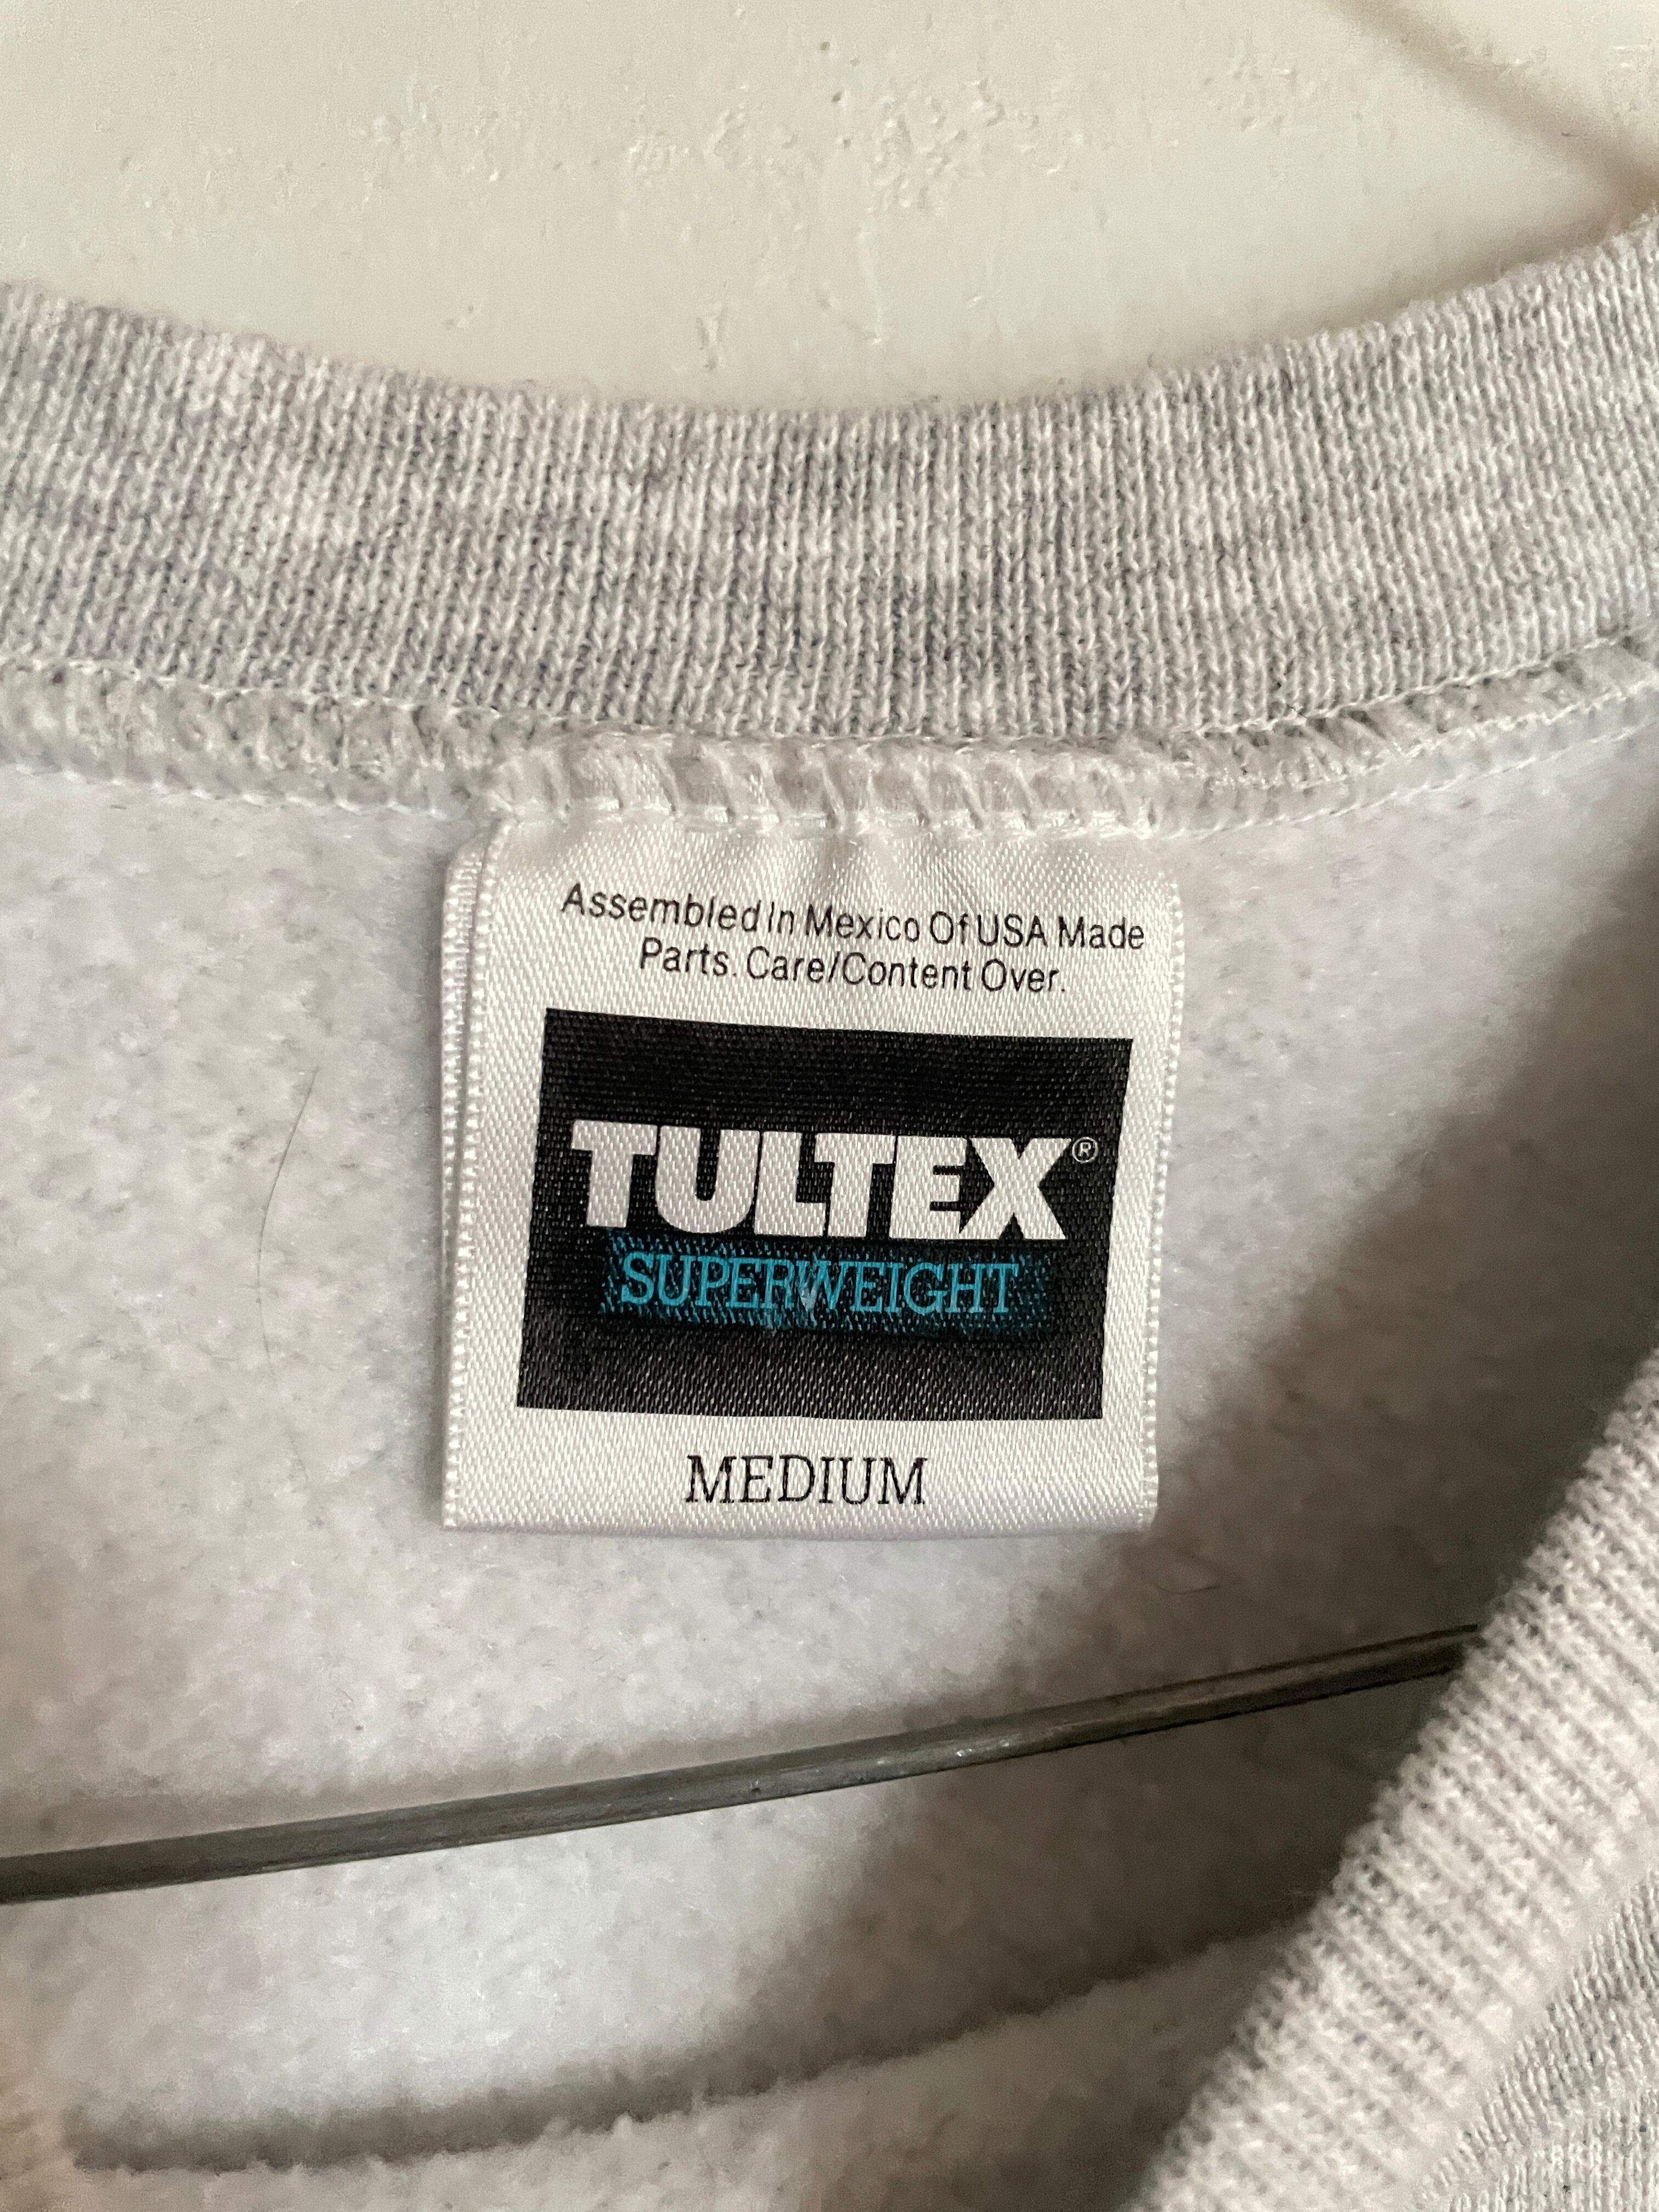 Assembled In Mexico Of USA Made
Parts. Care/Content Over.
TULTEX®
SUPERWEIGHT
MEDIUM